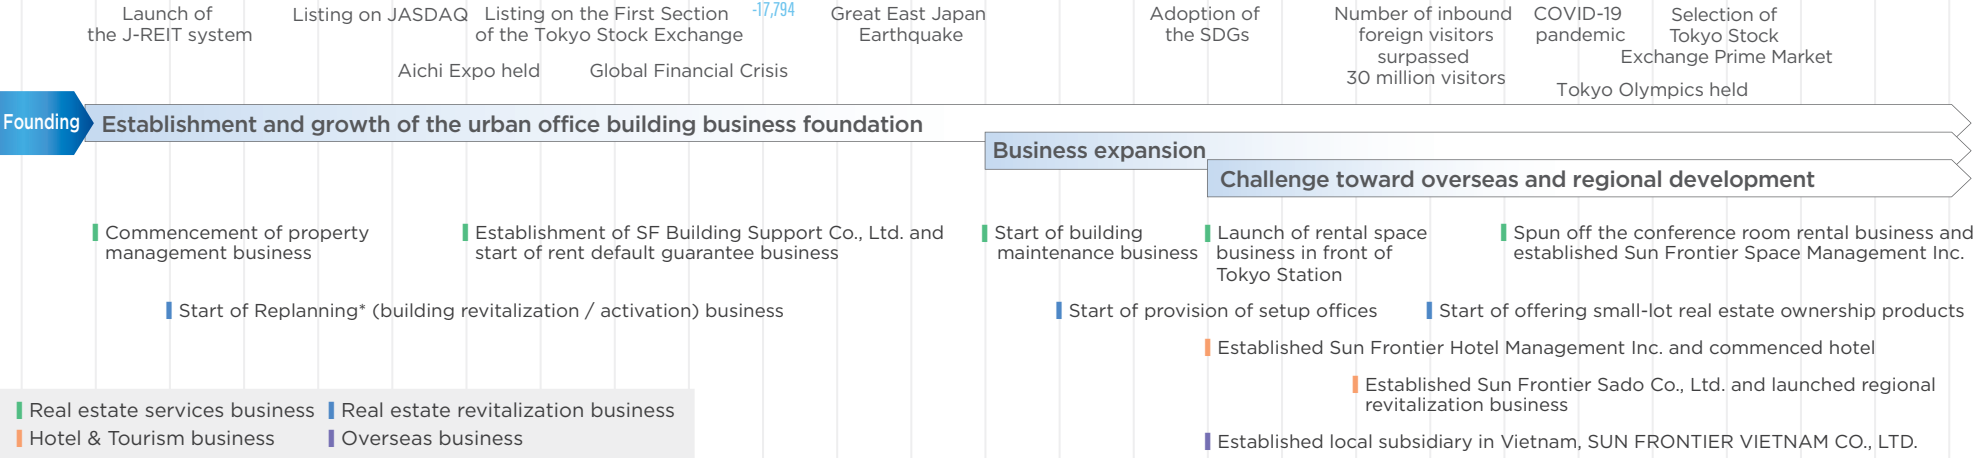 Launch of
the J-REIT system
Listing on JASDAQ
Listing on the First Section
of the Tokyo Stock Exchange
-17,794
Great East Japan
Earthquake
Adoption of
the SDGs
Number of inbound
foreign visitors
surpassed
30 million visitors
COVID-19
pandemic
Selection of
Tokyo Stock
Exchange Prime Market
Aichi Expo held
Global Financial Crisis
Tokyo Olympics held
Founding
Establishment and growth of the urban office building business foundation
Business expansion
Challenge toward overseas and regional development
Commencement of property
management business
Establishment of SF Building Support Co., Ltd. and
start of rent default guarantee business
Start of building
maintenance business
Launch of rental space
business in front of
Tokyo Station
Spun off the conference room rental business and
established Sun Frontier Space Management Inc.
Start of Replanning* (building revitalization / activation) business
Start of provision of setup offices
Start of offering small-lot real estate ownership products
Established Sun Frontier Hotel Management Inc. and commenced hotel
Established Sun Frontier Sado Co., Ltd. and launched regional
revitalization business
Established local subsidiary in Vietnam, SUN FRONTIER VIETNAM CO., LTD.
Real estate services business
Real estate revitalization business
Hotel & Tourism business
Overseas business